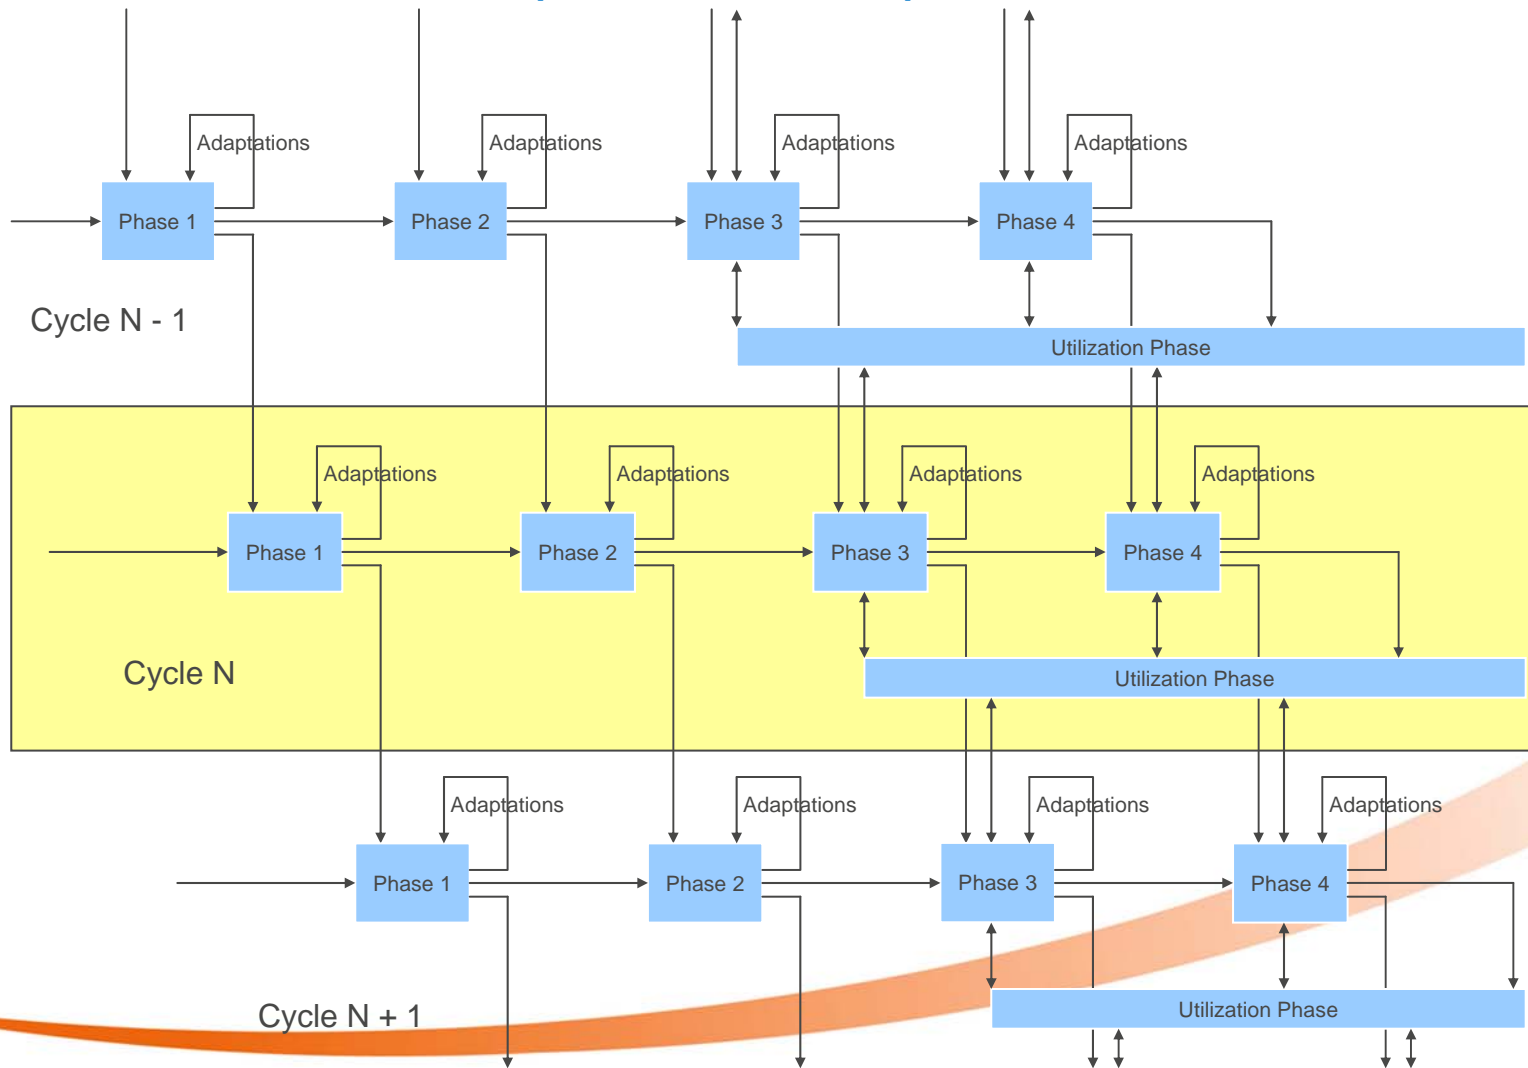 Adaptations Adaptations Adaptations Adaptations
Phase 1 Phase 2 Phase 3 Phase 4
Cycle N - 1
Utilization Phase
Adaptations Adaptations Adaptations Adaptations
Phase 1 Phase 2 Phase 3 Phase 4
Cycle N
Utilization Phase
Adaptations Adaptations Adaptations Adaptations
Phase 1 Phase 2 Phase 3 Phase 4
Cycle N + 1
Utilization Phase